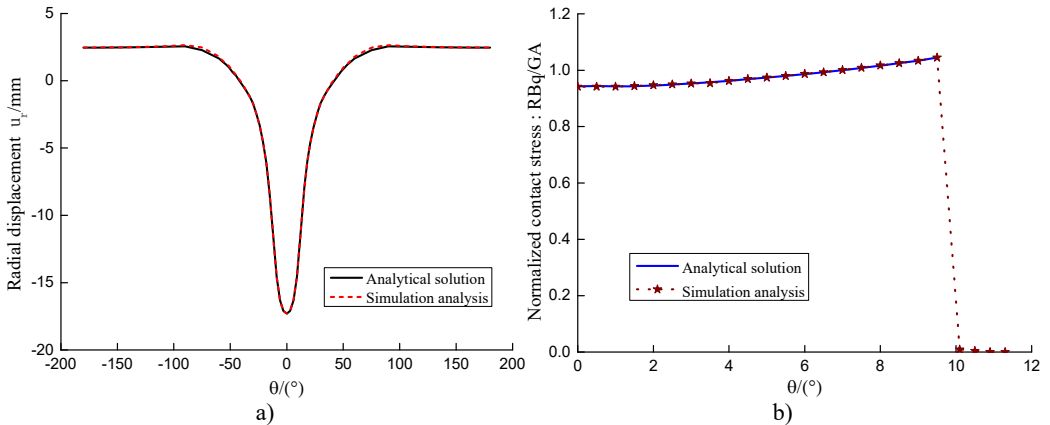 5
0
-5
-10
-15
-20
Radial displacement u_r/mm
Analytical solution
Simulation analysis
-200 -150 -100 -50 0 50 100 150 200
θ/(°)
a)
1.2
1.0
0.8
0.6
0.4
0.2
0.0
Normalized contact stress : RBq/GA
Analytical solution
Simulation analysis
0 2 4 6 8 10 12
θ/(°)
b)